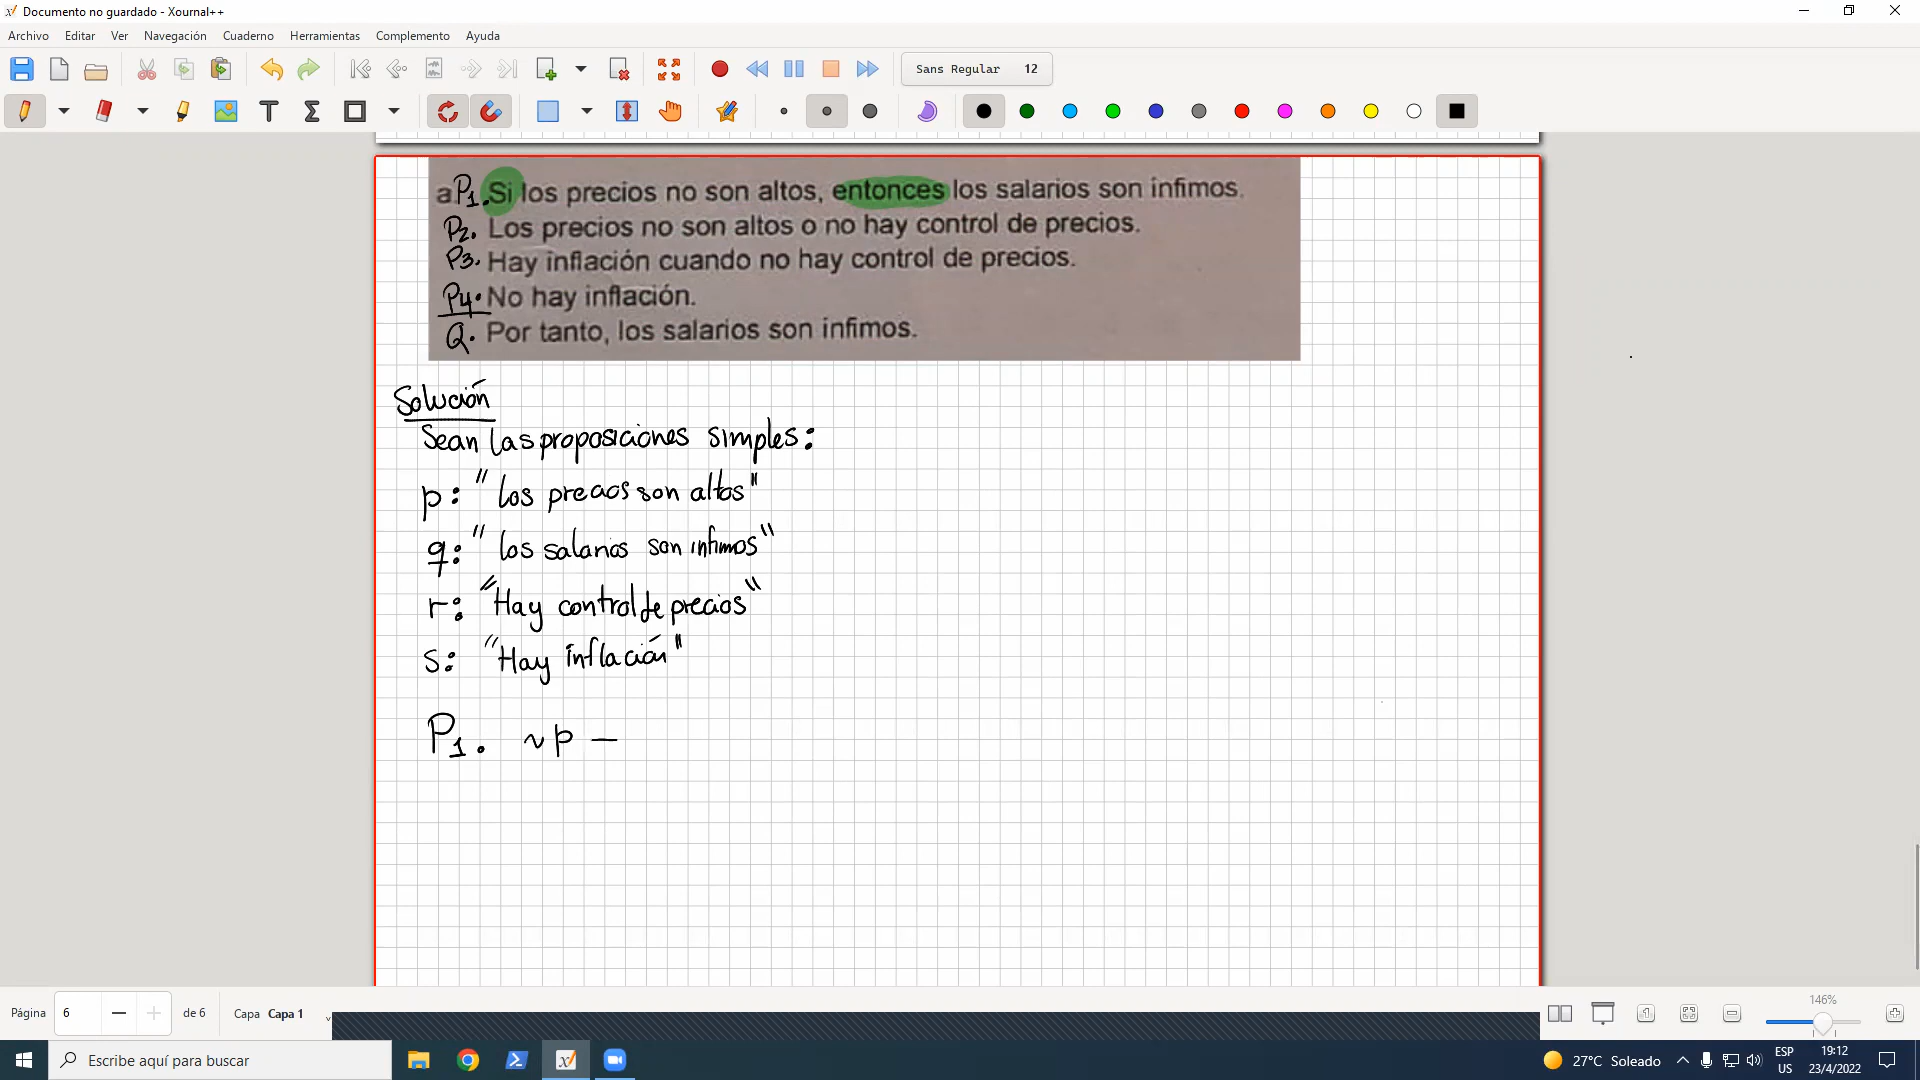 Documento no guardado - Xournal++
Archivo Editar Ver Navegación Cuaderno Herramientas Complemento Ayuda
Sans Regular 12
a P1. Si los precios no son altos, entonces los salarios son ínfimos.
P2. Los precios no son altos o no hay control de precios.
P3. Hay inflación cuando no hay control de precios.
P4. No hay inflación.
Q. Por tanto, los salarios son ínfimos.
Solución
Sean las proposiciones simples:
p: " los precios son altos"
q: " los salarios son infimos"
r: "Hay control de precios"
s: "Hay inflación"
P1. ~p —
Página 6 de 6 Capa Capa 1
146%
Escribe aquí para buscar
27°C Soleado
ESP
US
19:12
23/4/2022